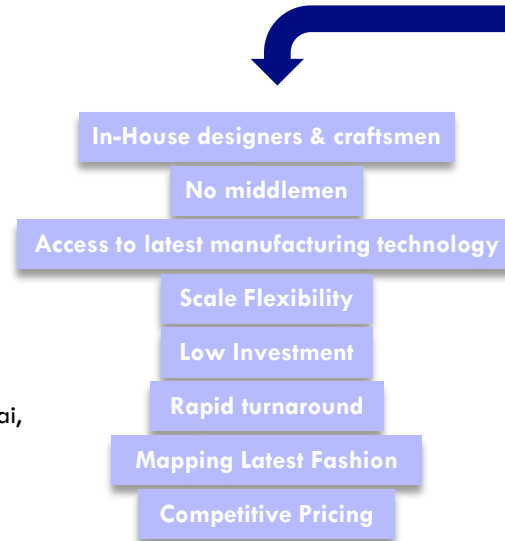 In-House designers & craftsmen
No middlemen
Access to latest manufacturing technology
Scale Flexibility
Low Investment
Rapid turnaround
ai,
Mapping Latest Fashion
Competitive Pricing